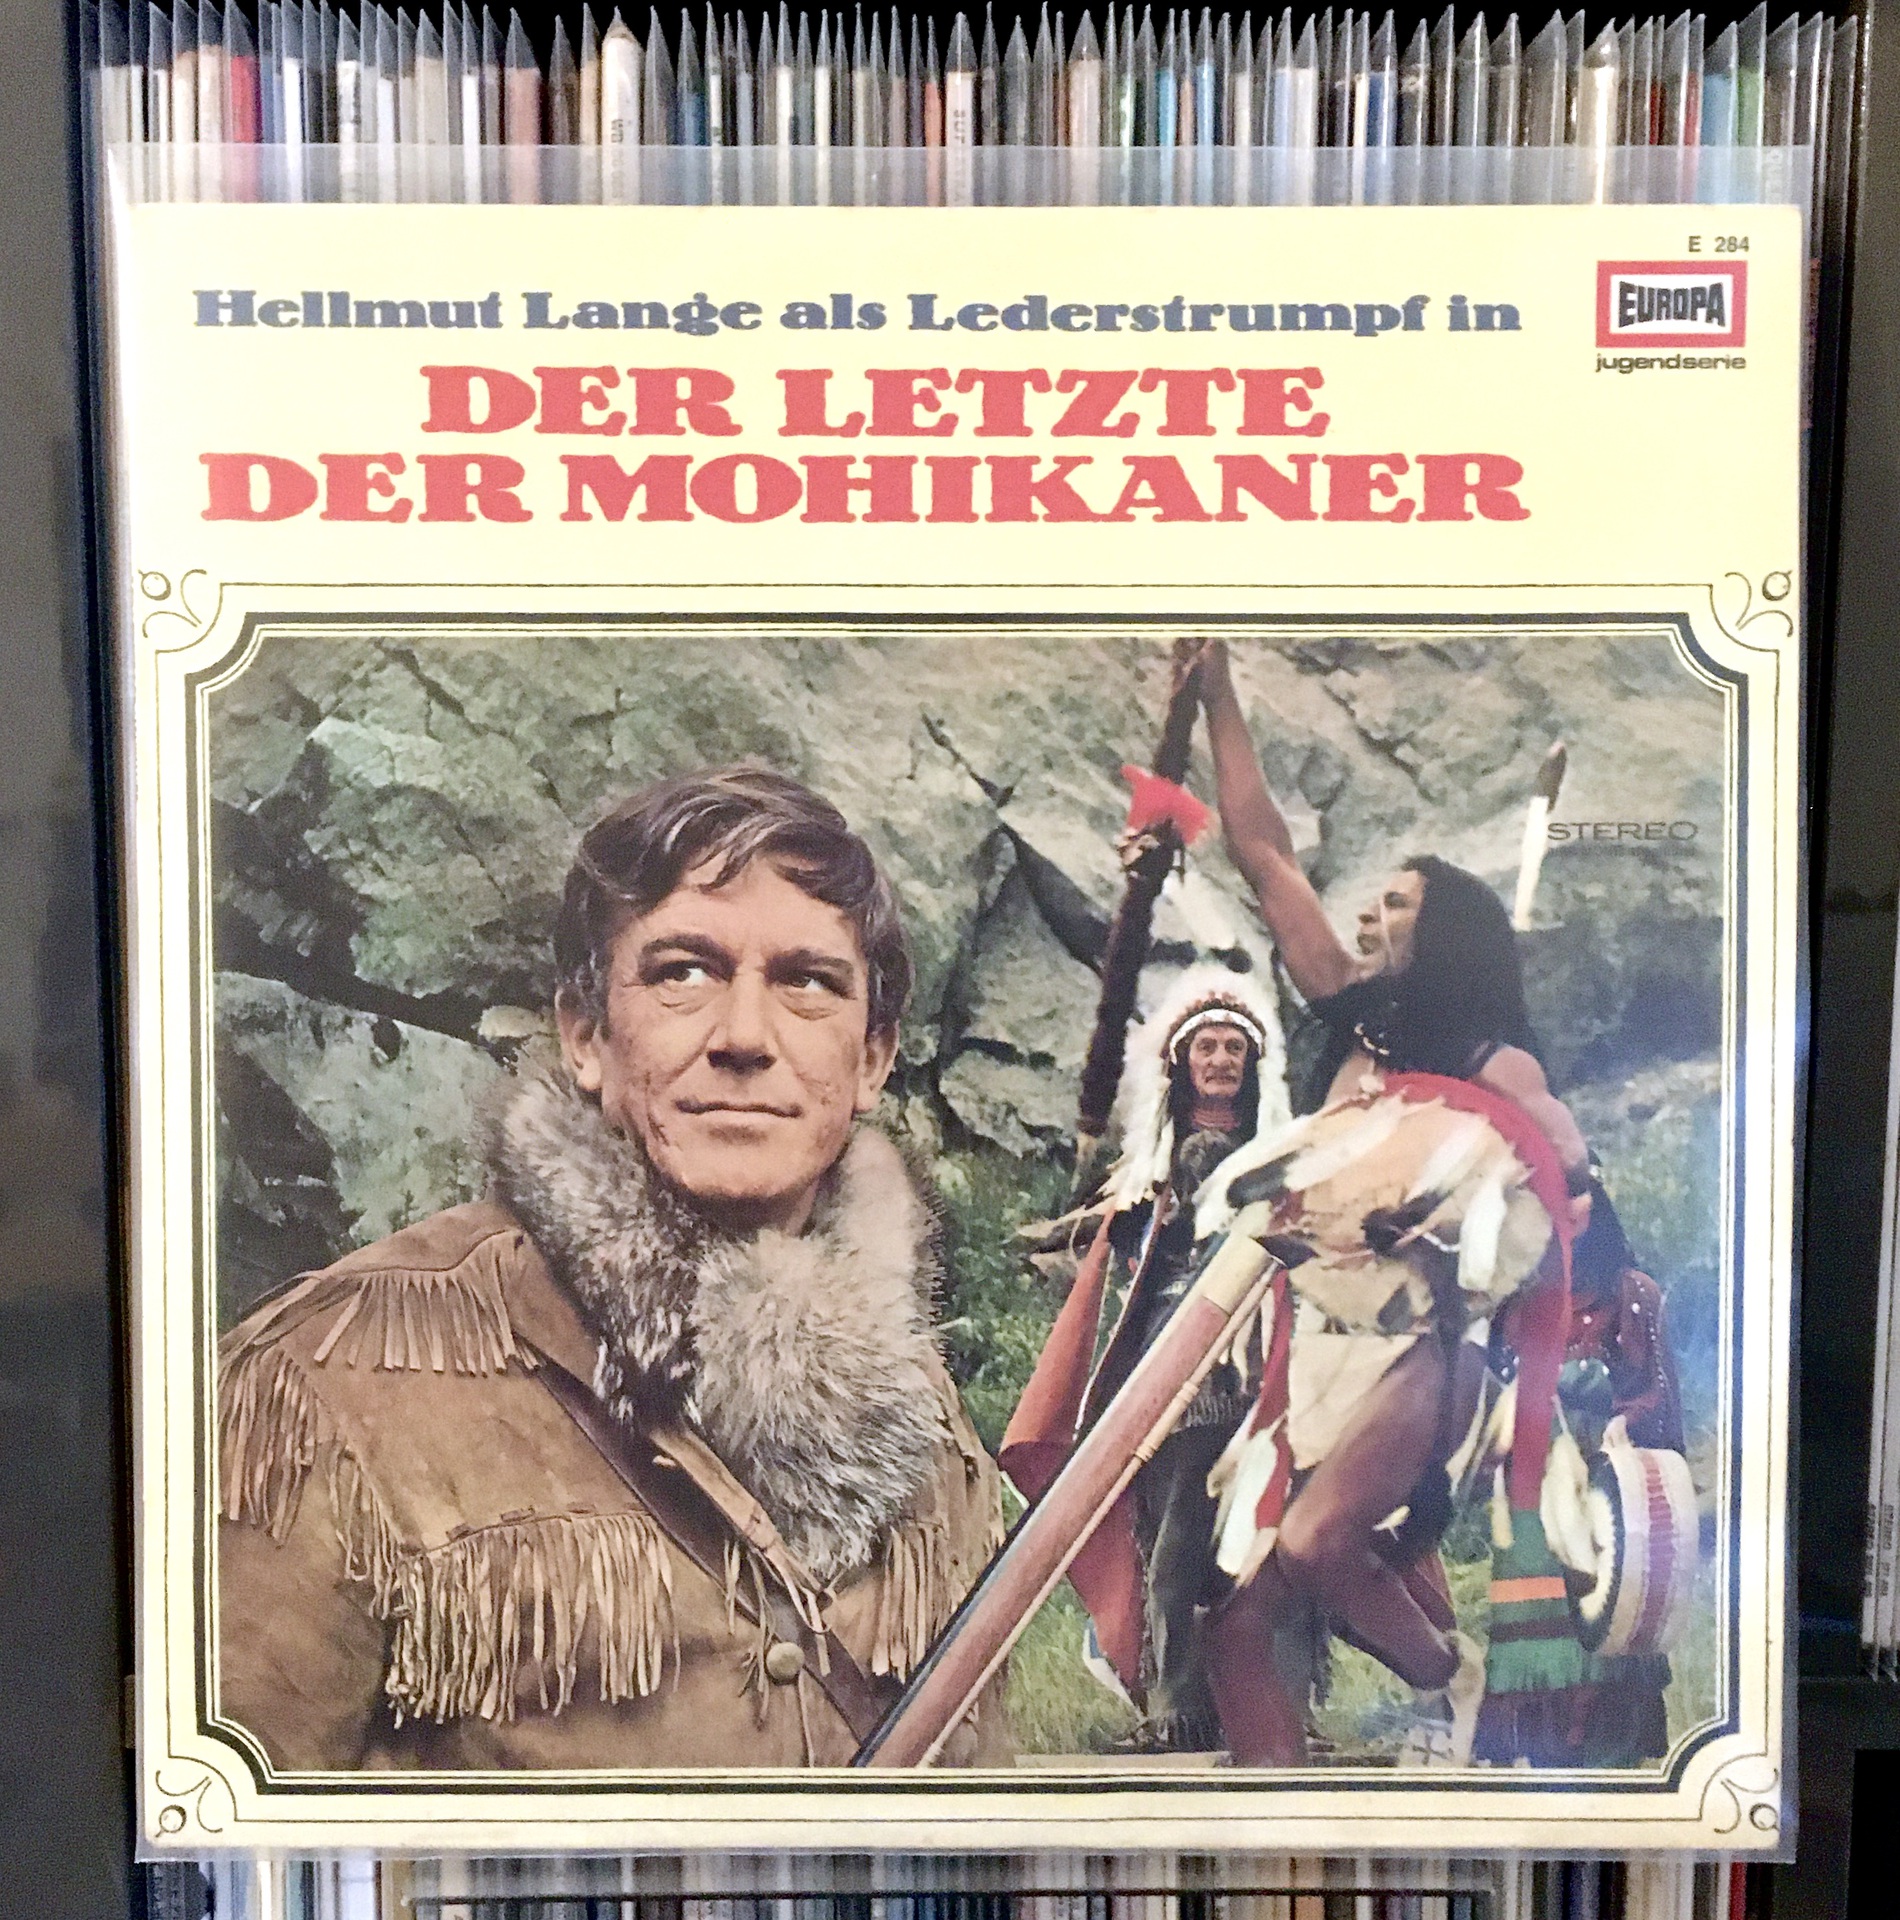 E 284
EUROPA
jugendserie
Hellmut Lange als Lederstrumpf in
DER LETZTE
DER MOHIKANER
STEREO